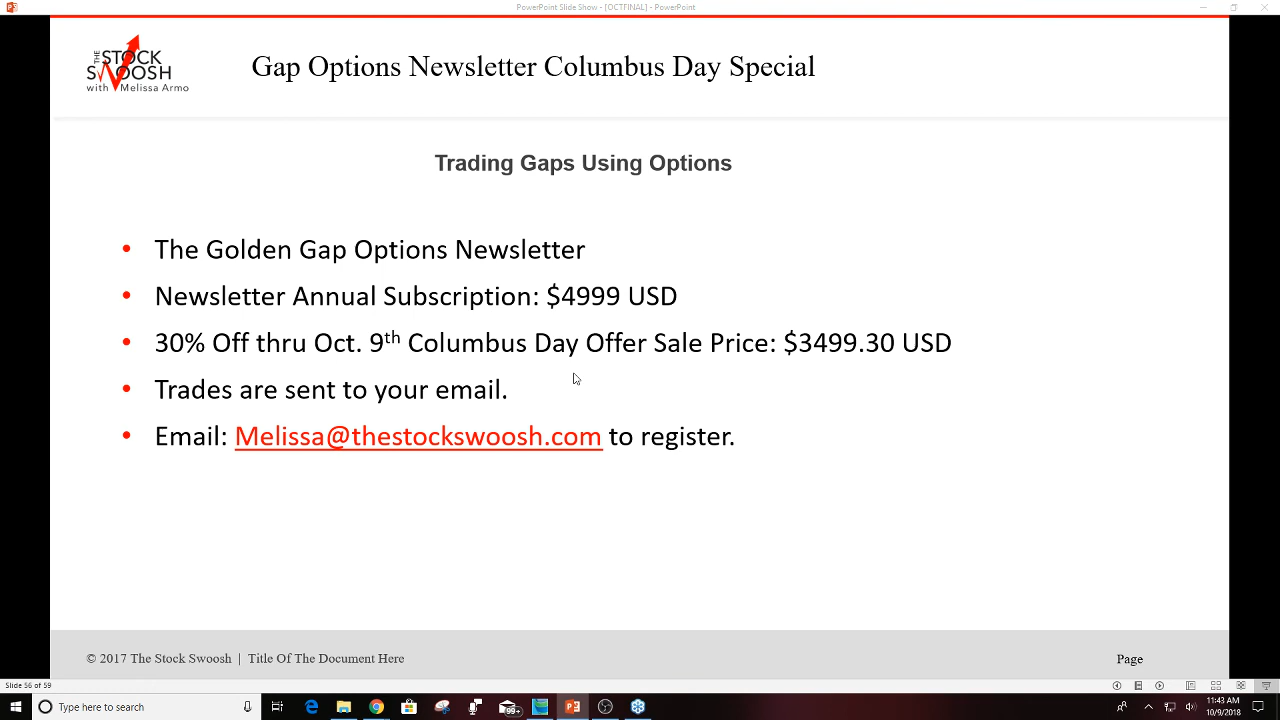 PowerPoint Slide Show - [OCTFINAL] - PowerPoint
THE STOCK
SWOOSH
with Melissa Armo
Gap Options Newsletter Columbus Day Special
Trading Gaps Using Options
• The Golden Gap Options Newsletter
• Newsletter Annual Subscription: $4999 USD
• 30% Off thru Oct. 9th Columbus Day Offer Sale Price: $3499.30 USD
• Trades are sent to your email.
• Email: Melissa@thestockswoosh.com to register.
© 2017 The Stock Swoosh | Title Of The Document Here
Page
Slide 56 of 59
Type here to search
99+
11:43 AM
10/9/2018